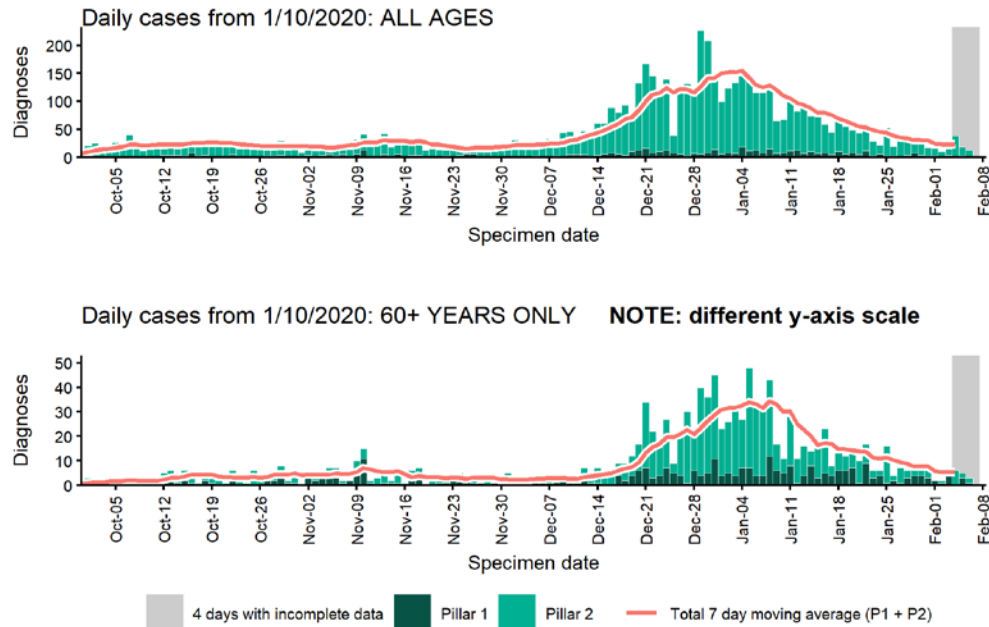 Daily cases from 1/10/2020: ALL AGES
Diagnoses
200
150
100
50
0
Oct-05
Oct-12
Oct-19
Oct-26
Nov-02
Nov-09
Nov-16
Nov-23
Nov-30
Dec-07
Dec-14
Dec-21
Dec-28
Jan-04
Jan-11
Jan-18
Jan-25
Feb-01
Feb-08
Specimen date
Daily cases from 1/10/2020: 60+ YEARS ONLY NOTE: different y-axis scale
Diagnoses
50
40
30
20
10
0
Oct-05
Oct-12
Oct-19
Oct-26
Nov-02
Nov-09
Nov-16
Nov-23
Nov-30
Dec-07
Dec-14
Dec-21
Dec-28
Jan-04
Jan-11
Jan-18
Jan-25
Feb-01
Feb-08
Specimen date
4 days with incomplete data Pillar 1 Pillar 2 Total 7 day moving average (P1 + P2)